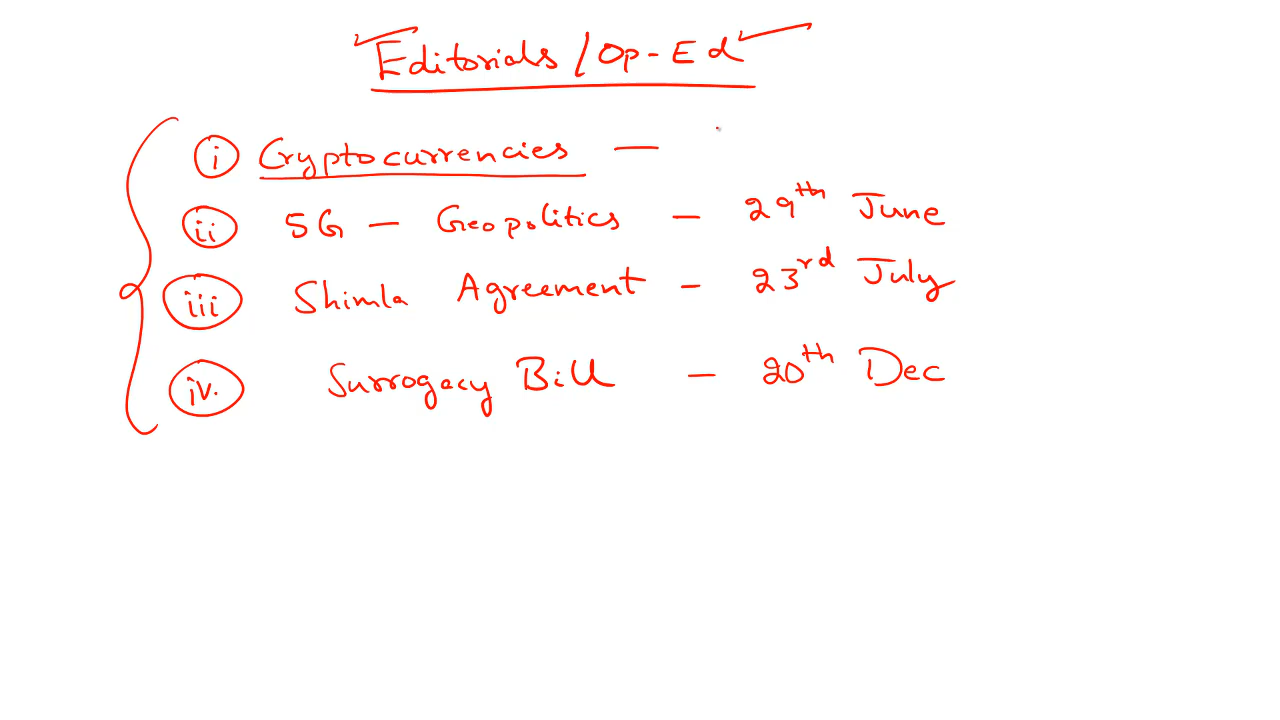 Editorials / Op-Ed
i Cryptocurrencies —
ii 5G — Geopolitics — 29th June
iii Shimla Agreement - 23rd July
iv. Surrogacy Bill - 20th Dec